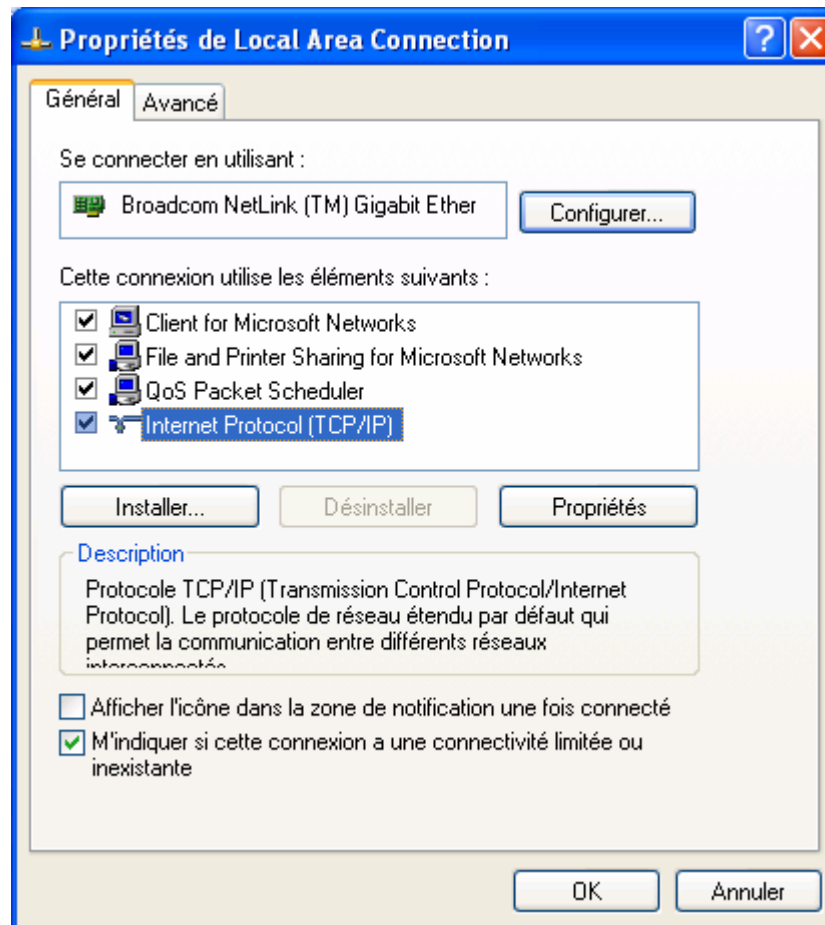 Propriétés de Local Area Connection
Général
Avancé
Se connecter en utilisant :
Broadcom NetLink (TM) Gigabit Ether
Configurer...
Cette connexion utilise les éléments suivants :
Client for Microsoft Networks
File and Printer Sharing for Microsoft Networks
QoS Packet Scheduler
Internet Protocol (TCP/IP)
Installer...
Désinstaller
Propriétés
Description
Protocole TCP/IP (Transmission Control Protocol/Internet
Protocol). Le protocole de réseau étendu par défaut qui
permet la communication entre différents réseaux
interconnectés
Afficher l'icône dans la zone de notification une fois connecté
M'indiquer si cette connexion a une connectivité limitée ou
inexistante
OK
Annuler